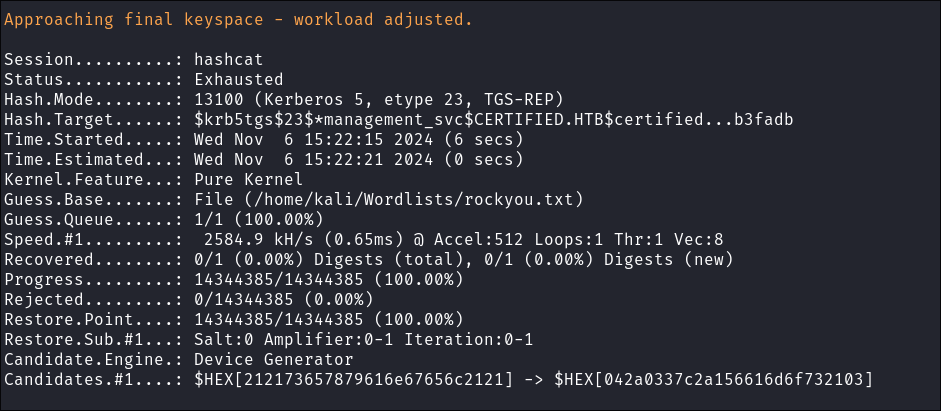 Approaching final keyspace - workload adjusted.
Session..........: hashcat
Status...........: Exhausted
Hash.Mode........: 13100 (Kerberos 5, etype 23, TGS-REP)
Hash.Target......: $krb5tgs$23$*management_svc$CERTIFIED.HTB$certified...b3fadb
Time.Started.....: Wed Nov  6 15:22:15 2024 (6 secs)
Time.Estimated...: Wed Nov  6 15:22:21 2024 (0 secs)
Kernel.Feature...: Pure Kernel
Guess.Base.......: File (/home/kali/Wordlists/rockyou.txt)
Guess.Queue......: 1/1 (100.00%)
Speed.#1.........:  2584.9 kH/s (0.65ms) @ Accel:512 Loops:1 Thr:1 Vec:8
Recovered........: 0/1 (0.00%) Digests (total), 0/1 (0.00%) Digests (new)
Progress.........: 14344385/14344385 (100.00%)
Rejected.........: 0/14344385 (0.00%)
Restore.Point....: 14344385/14344385 (100.00%)
Restore.Sub.#1...: Salt:0 Amplifier:0-1 Iteration:0-1
Candidate.Engine.: Device Generator
Candidates.#1....: $HEX[212173657879616e67656c2121] -> $HEX[042a0337c2a156616d6f732103]